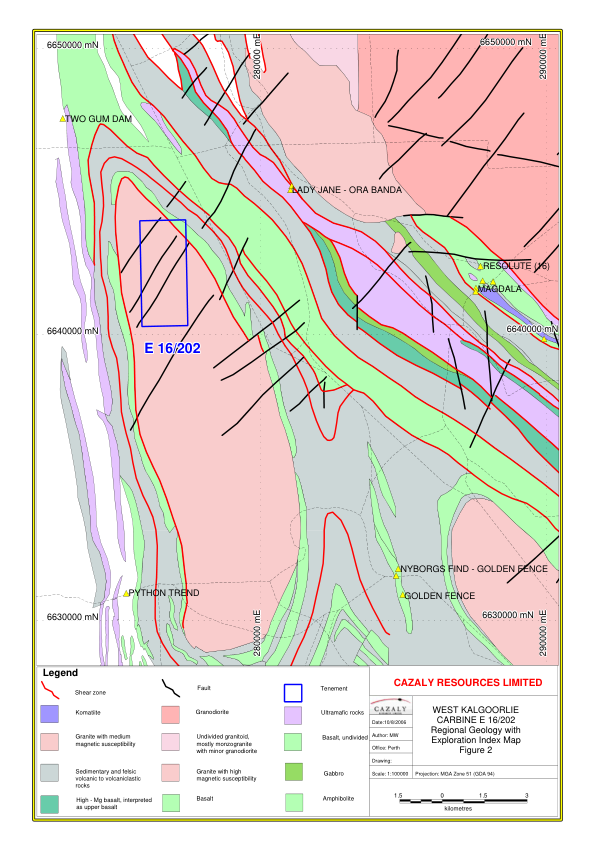 6650000 mN
280000 mE
6650000 mN
290000 mE
TWO GUM DAM
LADY JANE - ORA BANDA
RESOLUTE (16)
MAGDALA
6640000 mN
6640000 mN
E 16/202
NYBORGS FIND - GOLDEN FENCE
PYTHON TREND
GOLDEN FENCE
6630000 mN
280000 mE
6630000 mN
290000 mE
Legend
Shear zone
Fault
Tenement
Komatiite
Granodiorite
Ultramafic rocks
Granite with medium
magnetic susceptibility
Undivided granitoid,
mostly monzogranite
with minor granodiorite
Basalt, undivided
Sedimentary and felsic
volcanic to volcaniclastic
rocks
Granite with high
magnetic susceptibility
Gabbro
High - Mg basalt, interpreted
as upper basalt
Basalt
Amphibolite
CAZALY RESOURCES LIMITED
CAZALY
Date:10/8/2006
Author: MW
Office: Perth
Drawing:
Scale: 1:100000
Projection: MGA Zone 51 (GDA 94)
WEST KALGOORLIE
CARBINE E 16/202
Regional Geology with
Exploration Index Map
Figure 2
1.5 0 1.5 3
kilometres